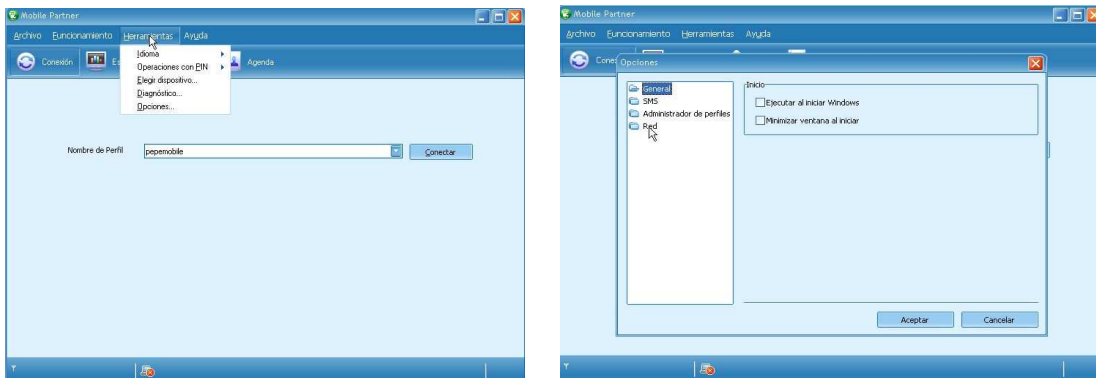 Mobile Partner
Archivo Funcionamiento Herramientas Ayuda
Conexión Es Agenda
Idioma
Operaciones con PIN
Elegir dispositivo...
Diagnóstico...
Opciones...
Nombre de Perfil pepemobile Conectar
Mobile Partner
Archivo Funcionamiento Herramientas Ayuda
Cone
Opciones
General
SMS
Administrador de perfiles
Red
Inicio
Ejecutar al iniciar Windows
Minimizar ventana al iniciar
Aceptar Cancelar